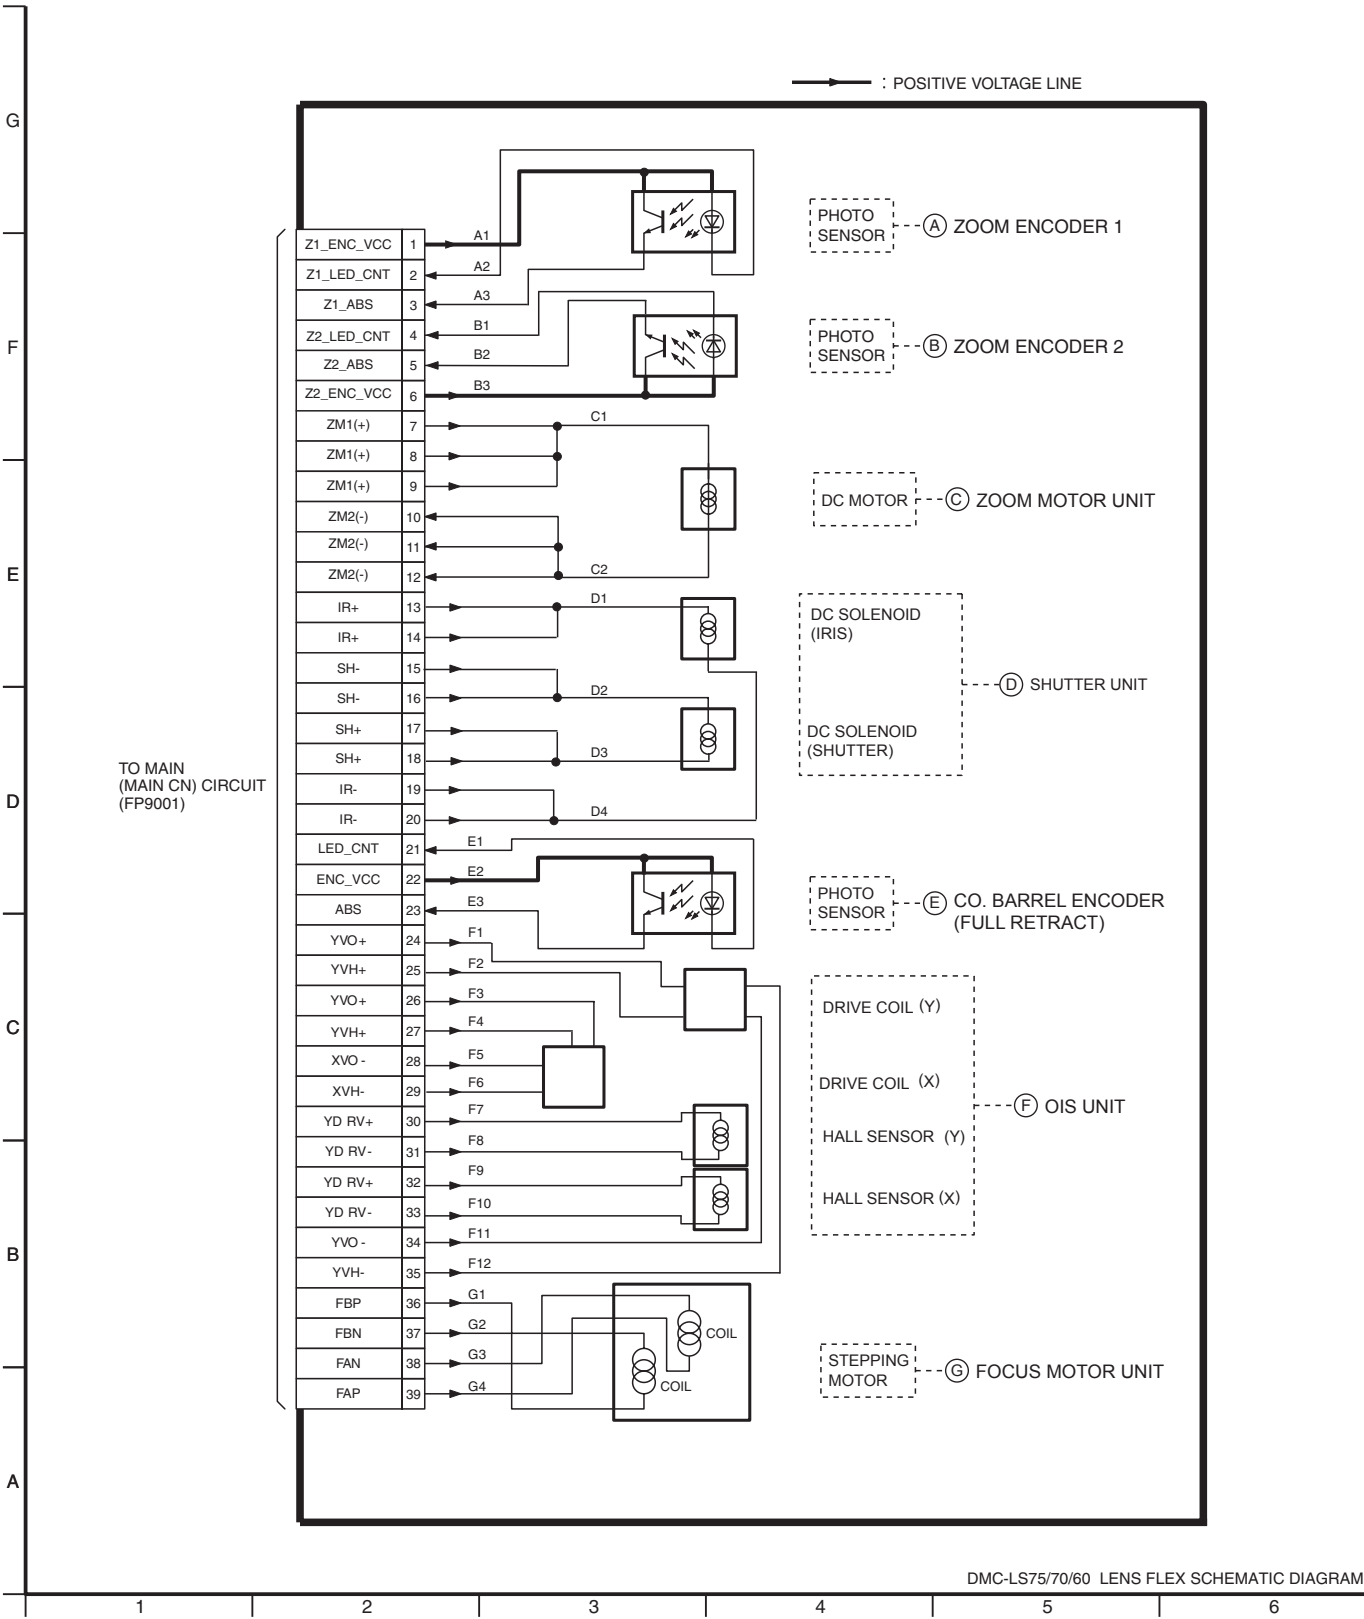 : POSITIVE VOLTAGE LINE
G
F
E
D
C
B
A
TO MAIN
(MAIN CN) CIRCUIT
(FP9001)
Z1_ENC_VCC 1 A1
Z1_LED_CNT 2 A2
Z1_ABS 3 A3
Z2_LED_CNT 4 B1
Z2_ABS 5 B2
Z2_ENC_VCC 6 B3
ZM1(+) 7 C1
ZM1(+) 8
ZM1(+) 9
ZM2(-) 10
ZM2(-) 11
ZM2(-) 12 C2
IR+ 13 D1
IR+ 14
SH- 15
SH- 16 D2
SH+ 17
SH+ 18 D3
IR- 19
IR- 20 D4
LED_CNT 21 E1
ENC_VCC 22 E2
ABS 23 E3
YVO+ 24 F1
YVH+ 25 F2
YVO+ 26 F3
YVH+ 27 F4
XVO - 28 F5
XVH- 29 F6
YD RV+ 30 F7
YD RV- 31 F8
YD RV+ 32 F9
YD RV- 33 F10
YVO - 34 F11
YVH- 35 F12
FBP 36 G1
FBN 37 G2
FAN 38 G3
FAP 39 G4
COIL
COIL
PHOTO
SENSOR
A ZOOM ENCODER 1
PHOTO
SENSOR
B ZOOM ENCODER 2
DC MOTOR
C ZOOM MOTOR UNIT
DC SOLENOID
(IRIS)
DC SOLENOID
(SHUTTER)
D SHUTTER UNIT
PHOTO
SENSOR
E CO. BARREL ENCODER
(FULL RETRACT)
DRIVE COIL (Y)
DRIVE COIL (X)
HALL SENSOR (Y)
HALL SENSOR (X)
F OIS UNIT
STEPPING
MOTOR
G FOCUS MOTOR UNIT
DMC-LS75/70/60 LENS FLEX SCHEMATIC DIAGRAM
1 2 3 4 5 6